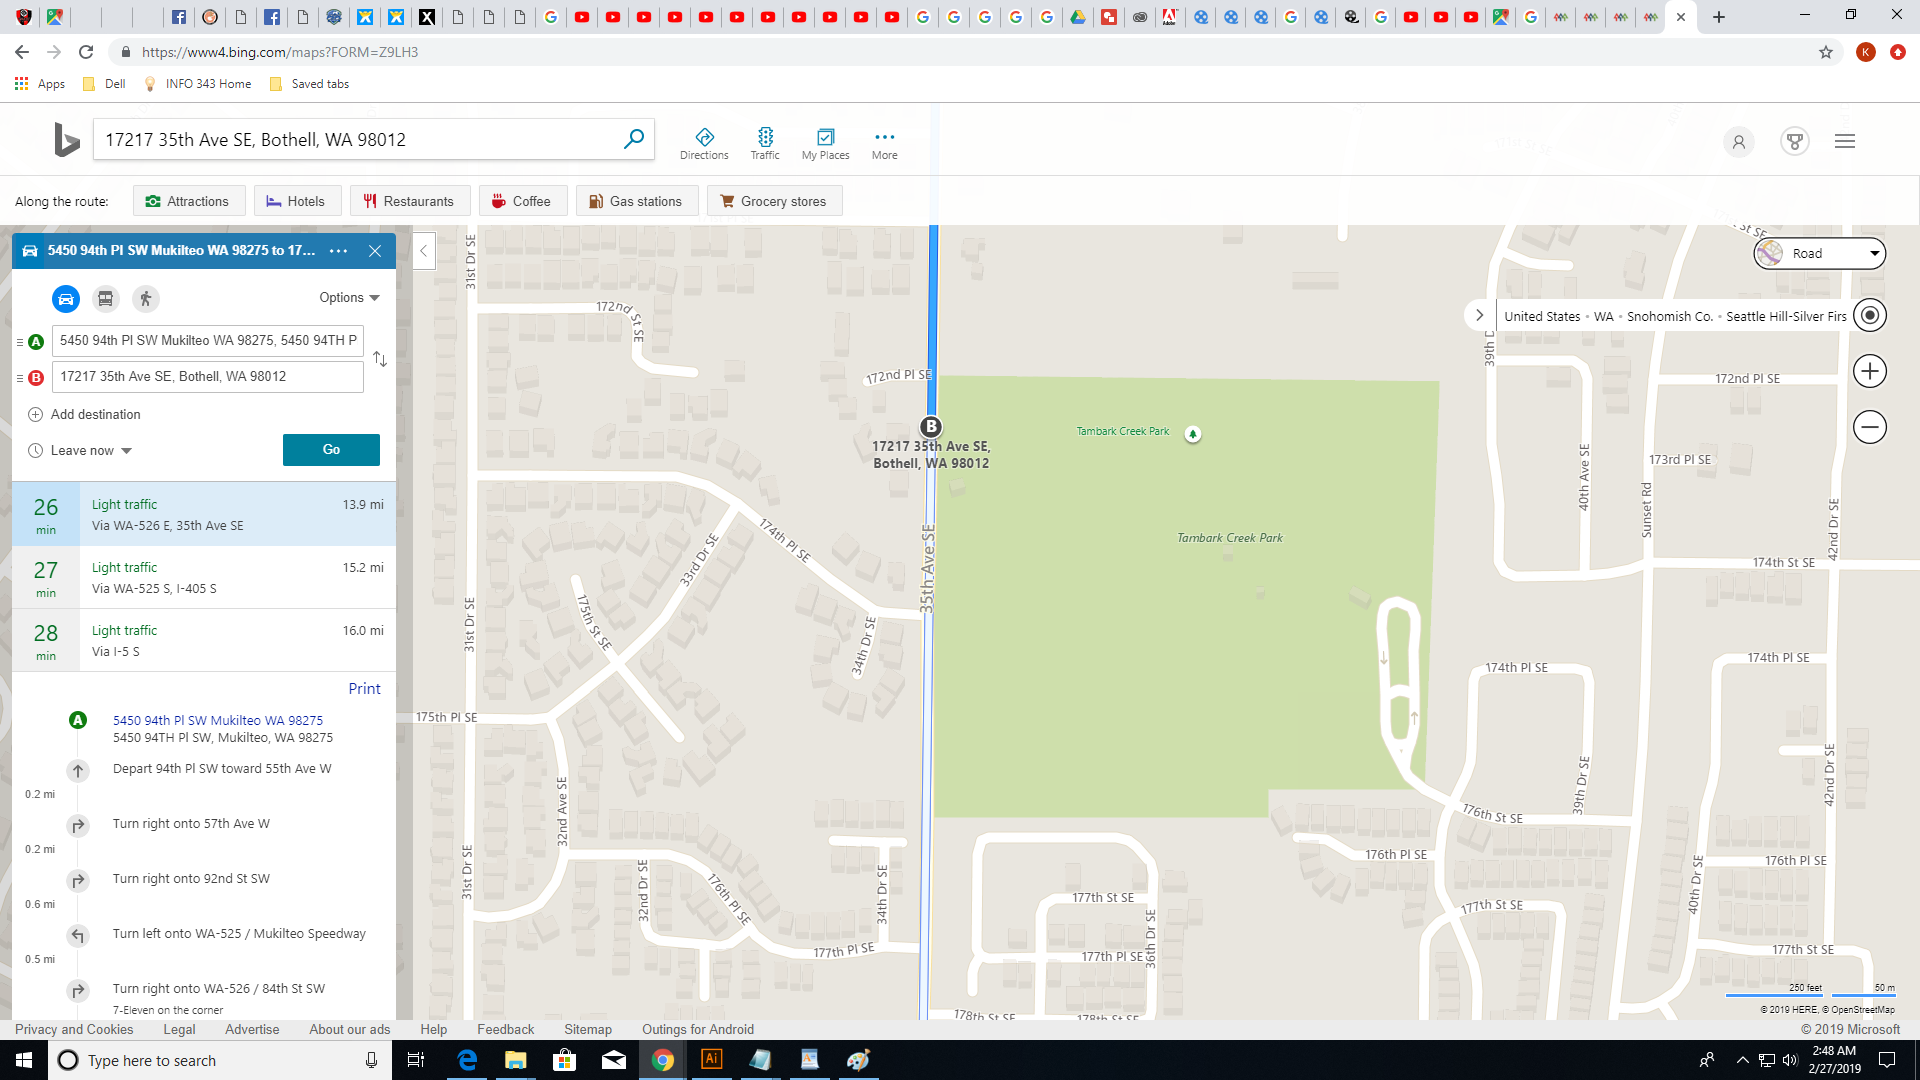 https://www4.bing.com/maps?FORM=Z9LH3
K
Apps
Dell
INFO 343 Home
Saved tabs
17217 35th Ave SE, Bothell, WA 98012
Directions
Traffic
My Places
More
Along the route:
Attractions
Hotels
Restaurants
Coffee
Gas stations
Grocery stores
5450 94th Pl SW Mukilteo WA 98275 to 17...
Options
A
5450 94th Pl SW Mukilteo WA 98275, 5450 94TH P
B
17217 35th Ave SE, Bothell, WA 98012
Add destination
Leave now
Go
26 min
Light traffic
13.9 mi
Via WA-526 E, 35th Ave SE
27 min
Light traffic
15.2 mi
Via WA-525 S, I-405 S
28 min
Light traffic
16.0 mi
Via I-5 S
Print
A
5450 94th Pl SW Mukilteo WA 98275
5450 94TH Pl SW, Mukilteo, WA 98275
Depart 94th Pl SW toward 55th Ave W
0.2 mi
Turn right onto 57th Ave W
0.2 mi
Turn right onto 92nd St SW
0.6 mi
Turn left onto WA-525 / Mukilteo Speedway
0.5 mi
Turn right onto WA-526 / 84th St SW
7-Eleven on the corner
Road
United States • WA • Snohomish Co. • Seattle Hill-Silver Firs
31st Dr SE
172nd St SE
172nd Pl SE
B
17217 35th Ave SE,
Bothell, WA 98012
Tambark Creek Park
Tambark Creek Park
35th Ave SE
174th Pl SE
33rd Dr SE
175th St SE
34th Dr SE
31st Dr SE
175th Pl SE
32nd Ave SE
31st Dr SE
32nd Dr SE
176th Pl SE
34th Dr SE
177th Pl SE
39th D
172nd Pl SE
40th Ave SE
173rd Pl SE
Sunset Rd
42nd Dr SE
174th St SE
174th Pl SE
174th Pl SE
39th Dr SE
42nd Dr SE
176th St SE
176th Pl SE
176th Pl SE
40th Dr SE
177th St SE
177th St SE
177th St SE
177th Pl SE
36th Dr SE
178th St SE
178th St SE
250 feet
50 m
© 2019 HERE, © OpenStreetMap
Privacy and Cookies
Legal
Advertise
About our ads
Help
Feedback
Sitemap
Outings for Android
© 2019 Microsoft
Type here to search
Ai
2:48 AM
2/27/2019